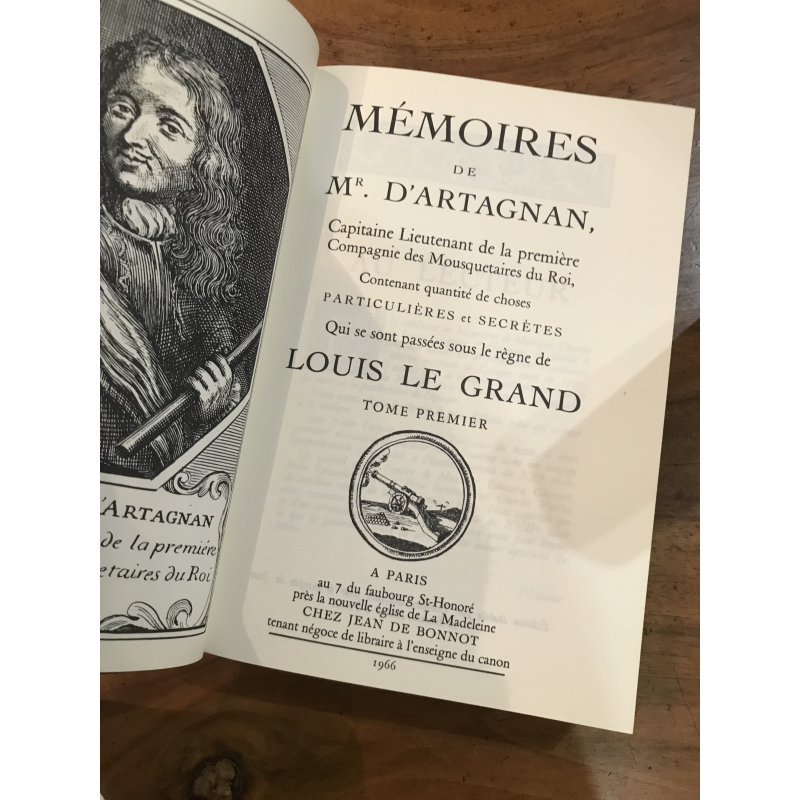 'ARTAGNAN
de la premiére
etaires du Roi
MÉMOIRES
DE
MR. D'ARTAGNAN,
Capitaine Lieutenant de la première
Compagnie des Mousquetaires du Roi,
Contenant quantité de choses
PARTICULIÈRES et SECRÈTES
Qui se sont passées sous le règne de
LOUIS LE GRAND
TOME PREMIER
A PARIS
au 7 du faubourg St-Honoré
près la nouvelle église de La Madeleine
CHEZ JEAN DE BONNOT
tenant négoce de libraire à l'enseigne du canon
1966